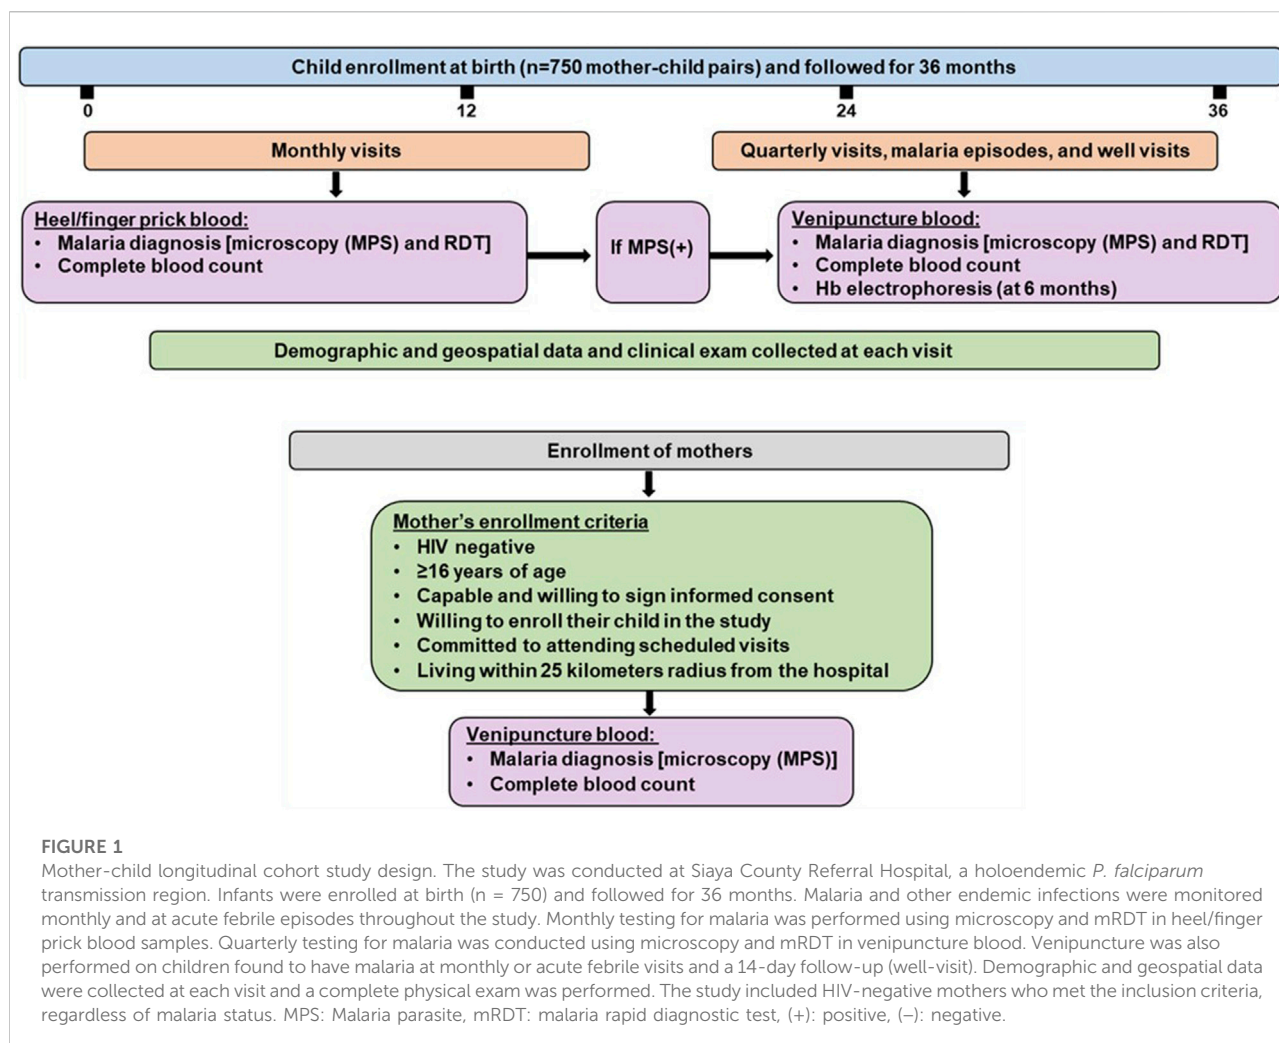 Child enrollment at birth (n=750 mother-child pairs) and followed for 36 months
0 12 24 36
Monthly visits
Quarterly visits, malaria episodes, and well visits
Heel/finger prick blood:
• Malaria diagnosis [microscopy (MPS) and RDT]
• Complete blood count
If MPS(+)
Venipuncture blood:
• Malaria diagnosis [microscopy (MPS) and RDT]
• Complete blood count
• Hb electrophoresis (at 6 months)
Demographic and geospatial data and clinical exam collected at each visit
Enrollment of mothers
Mother's enrollment criteria
• HIV negative
• ≥16 years of age
• Capable and willing to sign informed consent
• Willing to enroll their child in the study
• Committed to attending scheduled visits
• Living within 25 kilometers radius from the hospital
Venipuncture blood:
• Malaria diagnosis [microscopy (MPS)]
• Complete blood count
FIGURE 1
Mother-child longitudinal cohort study design. The study was conducted at Siaya County Referral Hospital, a holoendemic P. falciparum
transmission region. Infants were enrolled at birth (n = 750) and followed for 36 months. Malaria and other endemic infections were monitored
monthly and at acute febrile episodes throughout the study. Monthly testing for malaria was performed using microscopy and mRDT in heel/finger
prick blood samples. Quarterly testing for malaria was conducted using microscopy and mRDT in venipuncture blood. Venipuncture was also
performed on children found to have malaria at monthly or acute febrile visits and a 14-day follow-up (well-visit). Demographic and geospatial data
were collected at each visit and a complete physical exam was performed. The study included HIV-negative mothers who met the inclusion criteria,
regardless of malaria status. MPS: Malaria parasite, mRDT: malaria rapid diagnostic test, (+): positive, (–): negative.